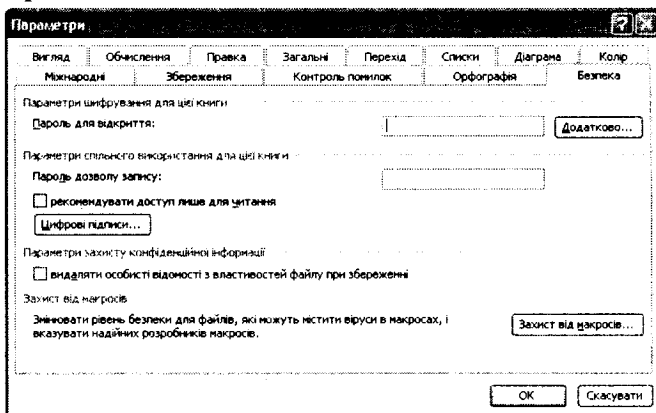 Параметри
Вигляд Обчислення Правка Загальні Перехід Списки Діаграма Колір
Міжнародні Збереження Контроль помилок Орфографія Безпека
Параметри шифрування для цієї книги
Пароль для відкриття:
Додатково...
Параметри спільного використання для цієї книги
Пароль дозволу запису:
рекомендувати доступ лише для читання
Цифрові підписи...
Параметри захисту конфіденційної інформації
видаляти особисті відомості з властивостей файлу при збереженні
Захист від макросів
Змінювати рівень безпеки для файлів, які можуть містити віруси в макросах, і
вказувати надійних розробників макросів.
Захист від макросів...
ОК Скасувати